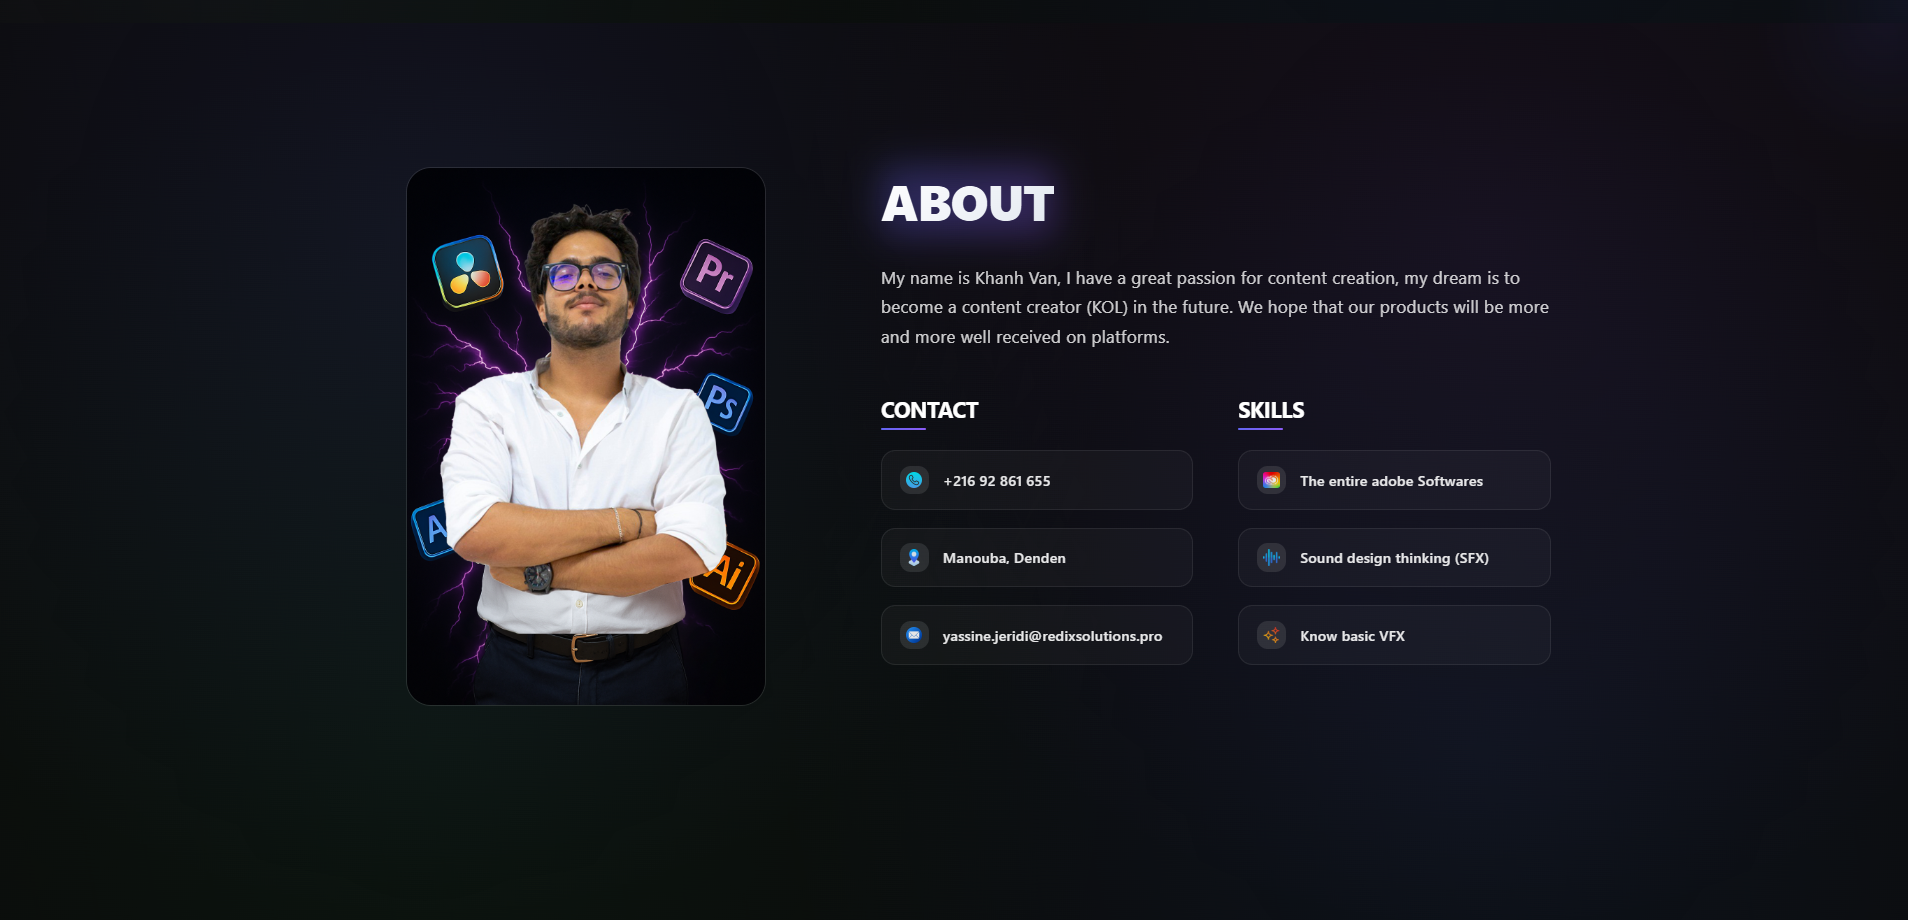 ABOUT
My name is Khanh Van, I have a great passion for content creation, my dream is to
become a content creator (KOL) in the future. We hope that our products will be more
and more well received on platforms.
CONTACT
+216 92 861 655
Manouba, Denden
yassine.jeridi@redixsolutions.pro
SKILLS
The entire adobe Softwares
Sound design thinking (SFX)
Know basic VFX
Pr
Ps
A
Ai